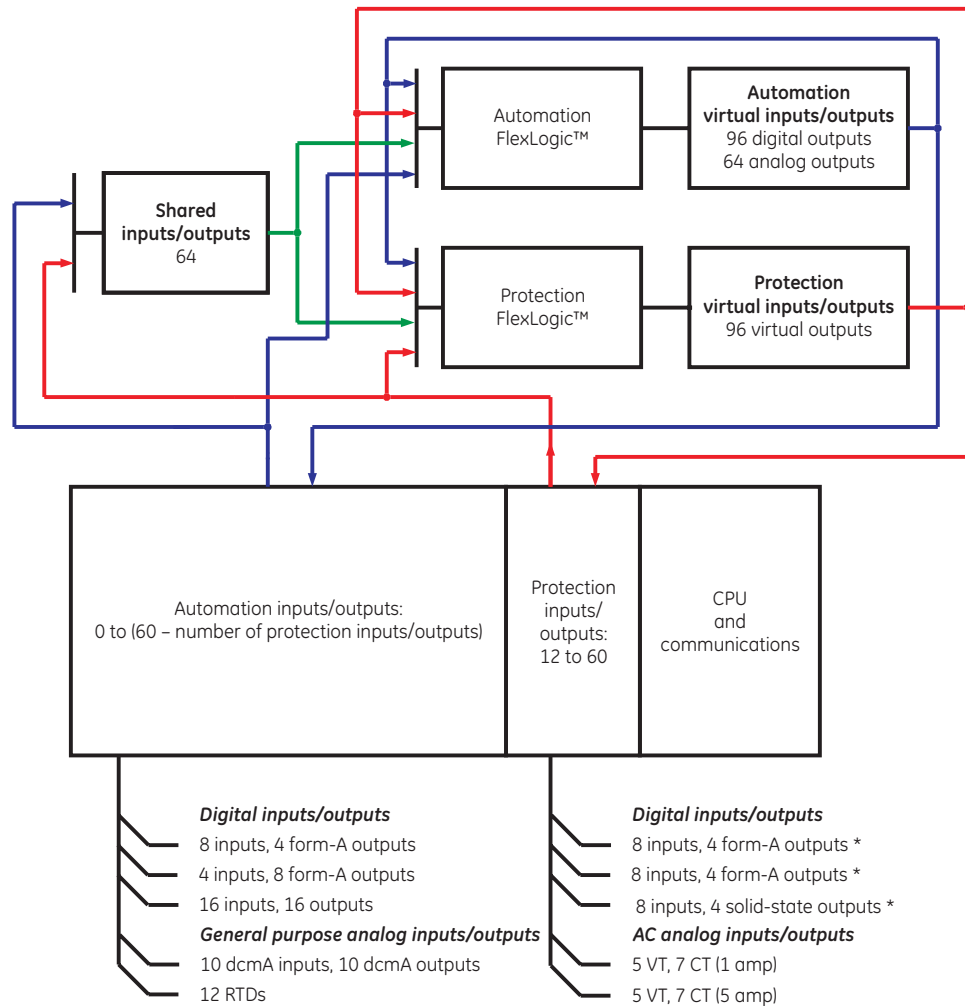 Automation
FlexLogic™
Automation
virtual inputs/outputs
96 digital outputs
64 analog outputs
Shared
inputs/outputs
64
Protection
FlexLogic™
Protection
virtual inputs/outputs
96 virtual outputs
Automation inputs/outputs:
0 to (60 – number of protection inputs/outputs)
Protection
inputs/
outputs:
12 to 60
CPU
and
communications
Digital inputs/outputs
8 inputs, 4 form-A outputs
4 inputs, 8 form-A outputs
16 inputs, 16 outputs
General purpose analog inputs/outputs
10 dcmA inputs, 10 dcmA outputs
12 RTDs
Digital inputs/outputs
8 inputs, 4 form-A outputs *
8 inputs, 4 form-A outputs *
8 inputs, 4 solid-state outputs *
AC analog inputs/outputs
5 VT, 7 CT (1 amp)
5 VT, 7 CT (5 amp)